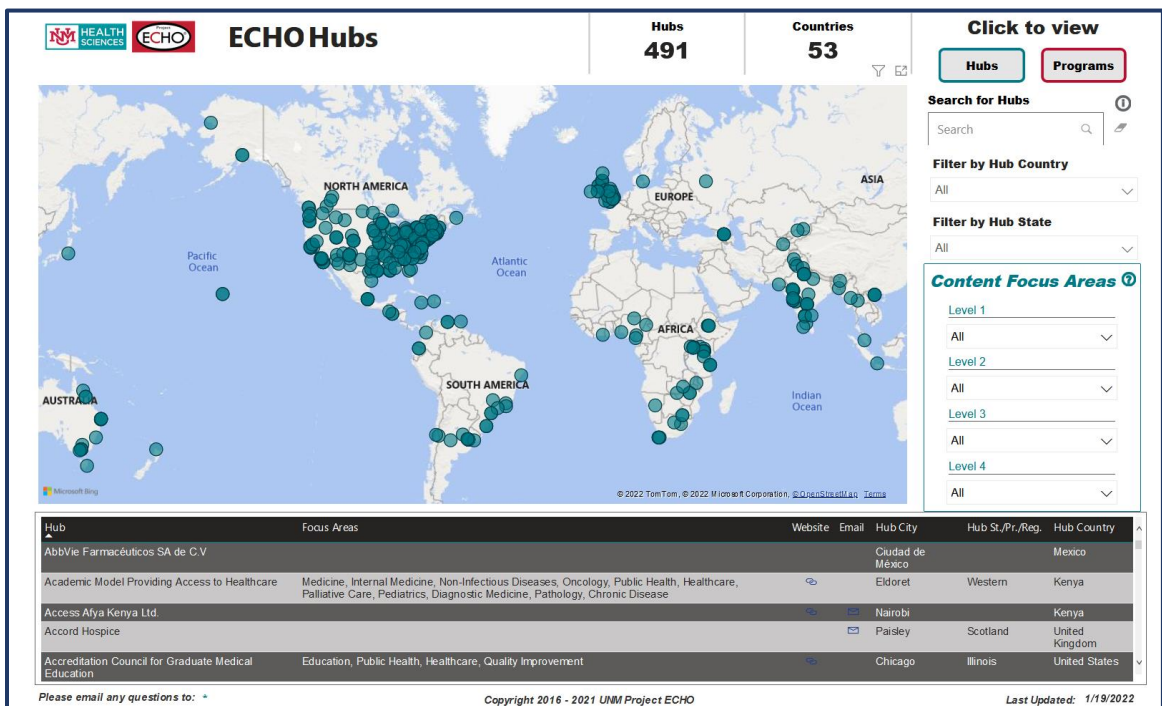 UNM HEALTH SCIENCES
Project ECHO
ECHO Hubs
Hubs
491
Countries
53
Click to view
Hubs
Programs
Search for Hubs
Search
Filter by Hub Country
All
Filter by Hub State
All
Content Focus Areas ?
Level 1
All
Level 2
All
Level 3
All
Level 4
All
NORTH AMERICA
EUROPE
ASIA
Pacific
Ocean
Atlantic
Ocean
AFRICA
SOUTH AMERICA
AUSTRALIA
Indian
Ocean
Microsoft Bing
© 2022 TomTom, © 2022 Microsoft Corporation, © OpenStreetMap Terms
Hub Focus Areas Website Email Hub City Hub St./Pr./Reg. Hub Country
AbbVie Farmacéuticos SA de C.V Ciudad de Mexico
México
Academic Model Providing Access to Healthcare Medicine, Internal Medicine, Non-Infectious Diseases, Oncology, Public Health, Healthcare, Eldoret Western Kenya
Palliative Care, Pediatrics, Diagnostic Medicine, Pathology, Chronic Disease
Access Afya Kenya Ltd. Nairobi Kenya
Accord Hospice Paisley Scotland United
Kingdom
Accreditation Council for Graduate Medical Education, Public Health, Healthcare, Quality Improvement Chicago Illinois United States
Education
Please email any questions to:
Copyright 2016 - 2021 UNM Project ECHO
Last Updated: 1/19/2022